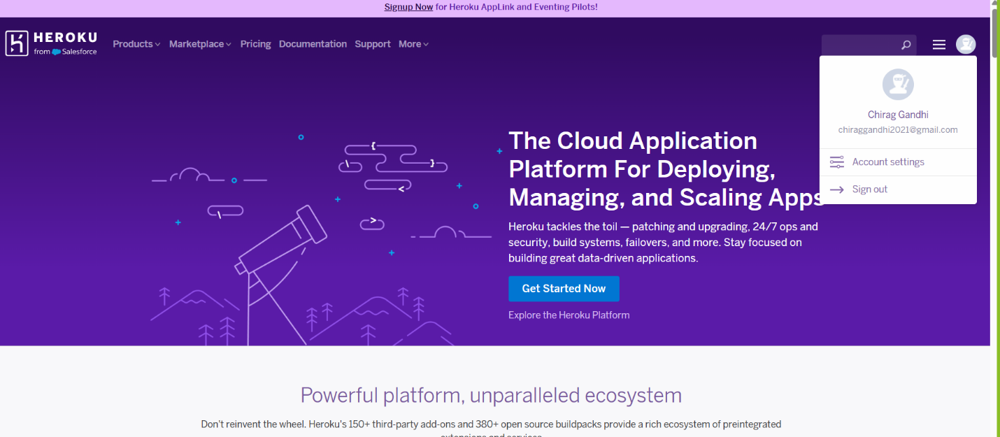 Signup Now for Heroku AppLink and Eventing Pilots!
HEROKU
from Salesforce
Products
Marketplace
Pricing
Documentation
Support
More
Chirag Gandhi
chiraggandhi2021@gmail.com
Account settings
Sign out
The Cloud Application
Platform For Deploying,
Managing, and Scaling Apps
Heroku tackles the toil — patching and upgrading, 24/7 ops and
security, build systems, failovers, and more. Stay focused on
building great data-driven applications.
Get Started Now
Explore the Heroku Platform
Powerful platform, unparalleled ecosystem
Don't reinvent the wheel. Heroku's 150+ third-party add-ons and 380+ open source buildpacks provide a rich ecosystem of preintegrated
extensions and services.